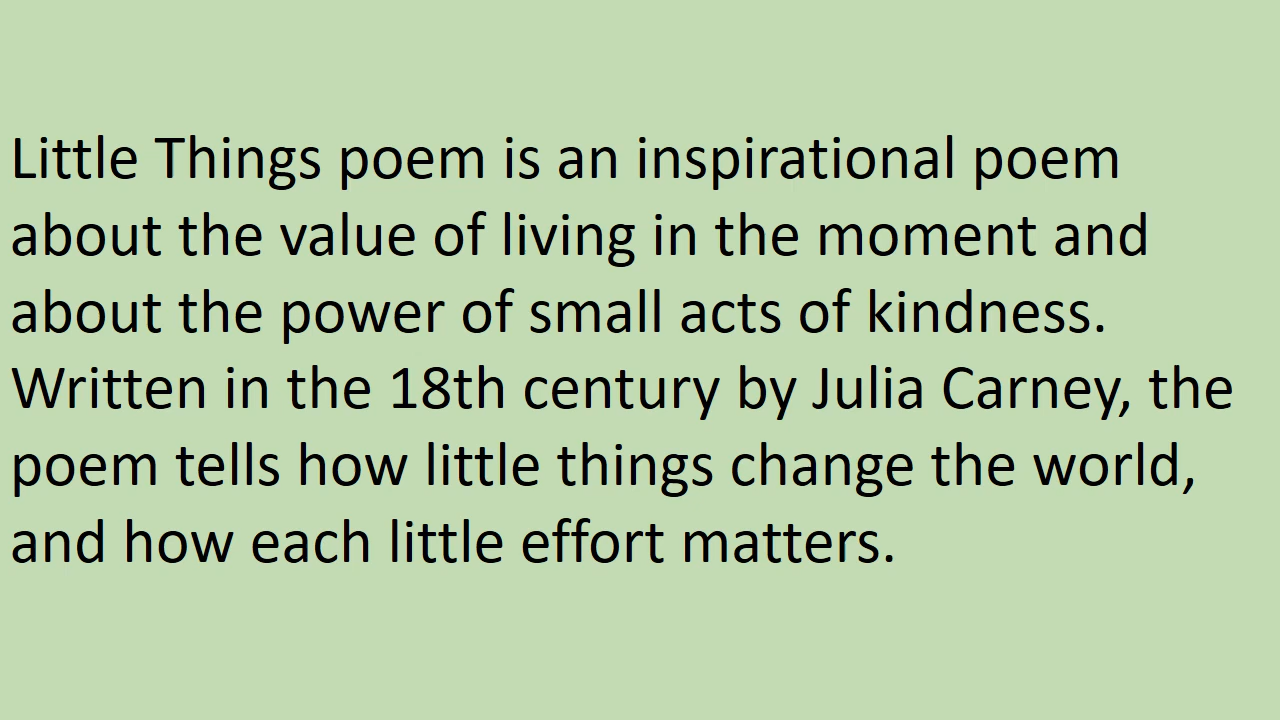 Little Things poem is an inspirational poem
about the value of living in the moment and
about the power of small acts of kindness.
Written in the 18th century by Julia Carney, the
poem tells how little things change the world,
and how each little effort matters.